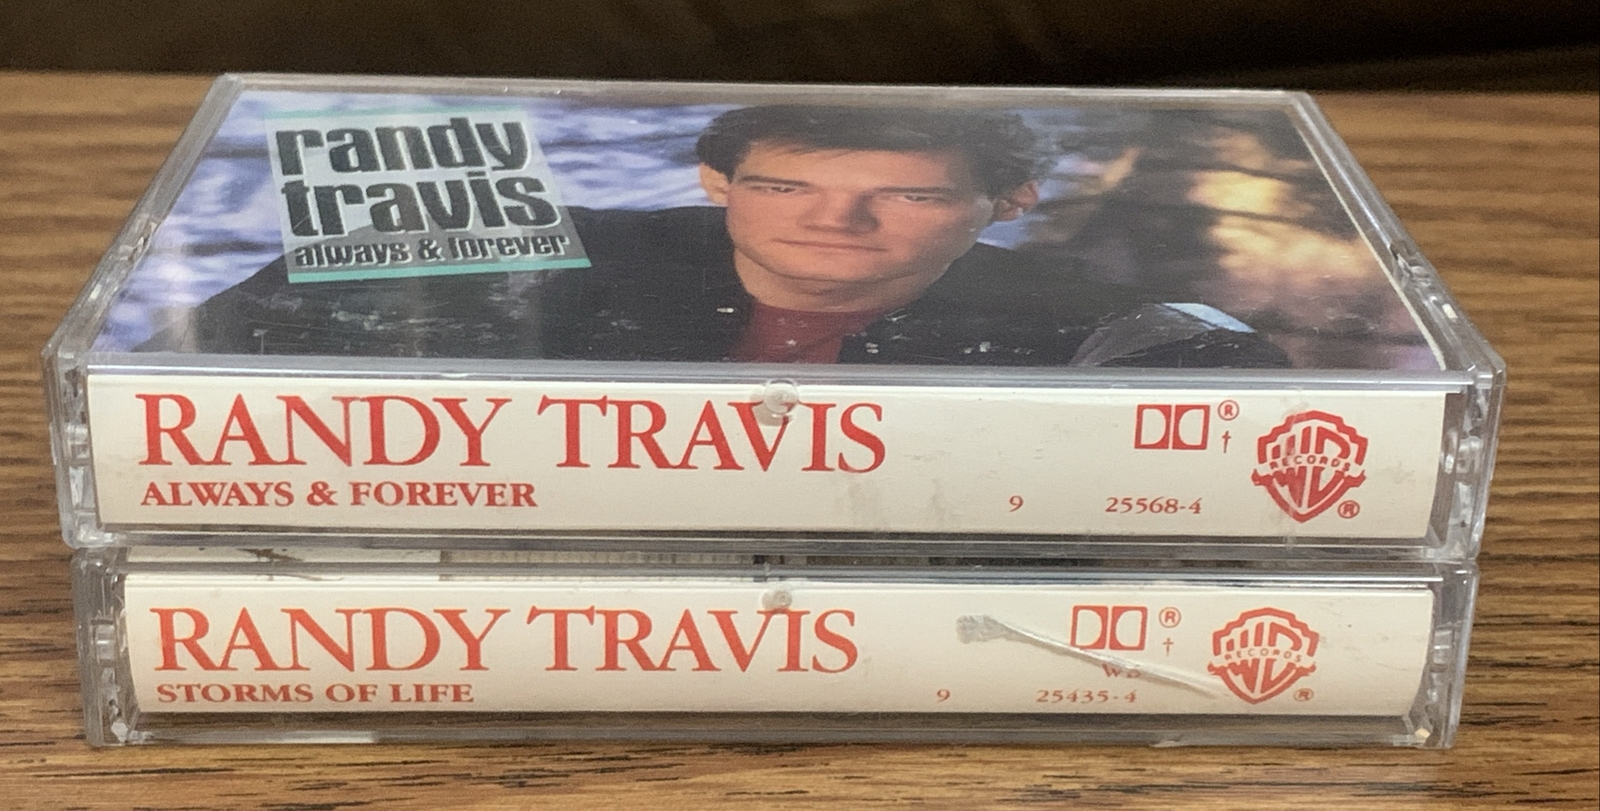 randy
travis
always & forever
RANDY TRAVIS
ALWAYS & FOREVER
9 25568-4
® †
RECORDS
®
RANDY TRAVIS
STORMS OF LIFE
9 25435-4
® †
RECORDS
®